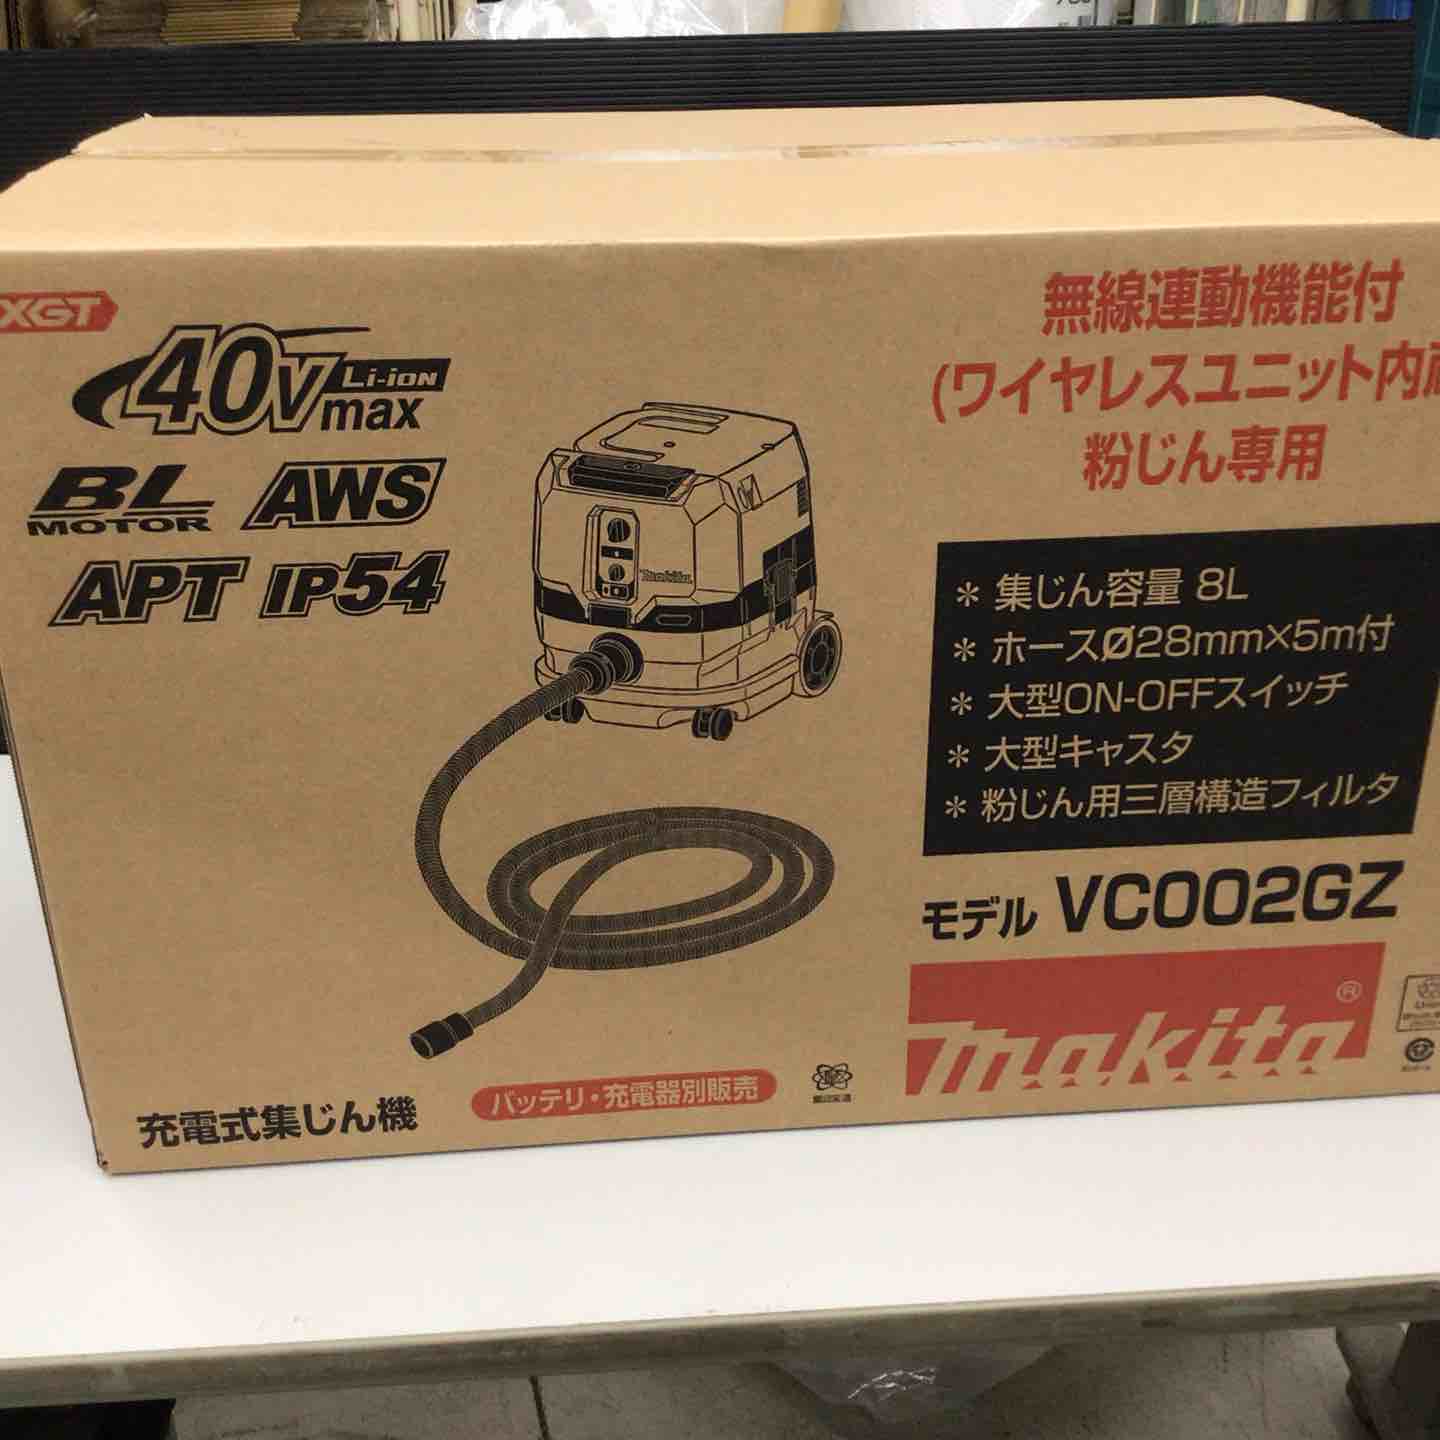 XGT
40Vmax
Li-ion
BL
MOTOR
AWS
APT IP54
makita
無線連動機能付
(ワイヤレスユニット内蔵
粉じん専用
* 集じん容量 8L
* ホースØ28mm×5m付
* 大型ON-OFFスイッチ
* 大型キャスタ
* 粉じん用三層構造フィルタ
モデル VC002GZ
makita®
充電式集じん機
バッテリ・充電器別販売